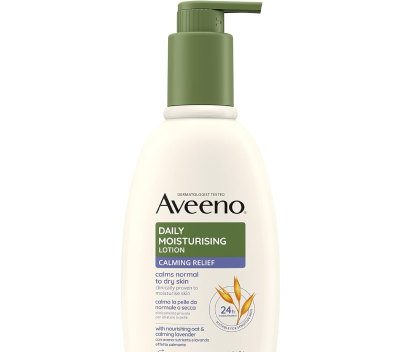 DERMATOLOGIST TESTED
Aveeno.
DAILY
MOISTURISING
LOTION
CALMING RELIEF
calms normal
to dry skin
clinically proven to
moisturise skin
calma la pelle da
normale a secca
24h
with nourishing oat &
calming lavender